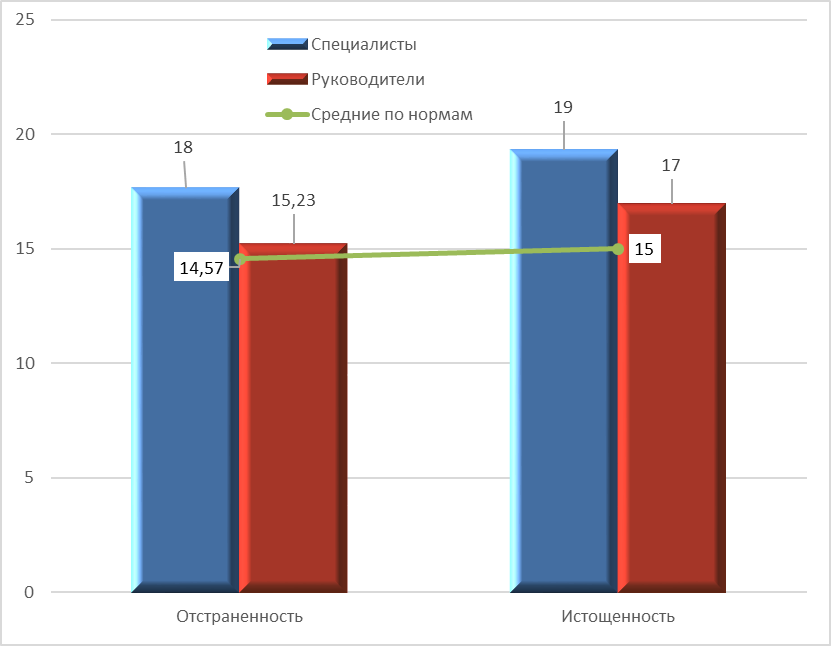 25
Специалисты
Руководители
Средние по нормам
20
19
18
17
15,23
15
14,57
15
10
5
0
Отстраненность
Истощенность